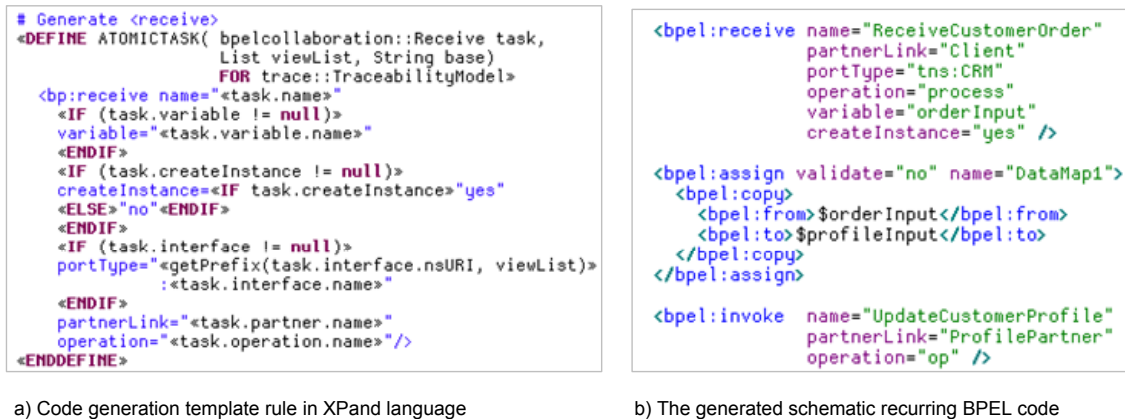 # Generate <receive>
«DEFINE ATOMICTASK( bpelcollaboration::Receive task,
List viewList, String base)
FOR trace::TraceabilityModel»
<bp:receive name="«task.name»"
«IF (task.variable != null)»
variable="«task.variable.name»"
«ENDIF»
«IF (task.createInstance != null)»
createInstance=«IF task.createInstance»"yes"
«ELSE»"no"«ENDIF»
«ENDIF»
«IF (task.interface != null)»
portType="«getPrefix(task.interface.nsURI, viewList)»
:«task.interface.name»"
«ENDIF»
partnerLink="«task.partner.name»"
operation="«task.operation.name»"/>
«ENDDEFINE»
a) Code generation template rule in XPand language
<bpel:receive name="ReceiveCustomerOrder"
partnerLink="Client"
portType="tns:CRM"
operation="process"
variable="orderInput"
createInstance="yes" />
<bpel:assign validate="no" name="DataMap1">
<bpel:copy>
<bpel:from>$orderInput</bpel:from>
<bpel:to>$profileInput</bpel:to>
</bpel:copy>
</bpel:assign>
<bpel:invoke name="UpdateCustomerProfile"
partnerLink="ProfilePartner"
operation="op" />
b) The generated schematic recurring BPEL code